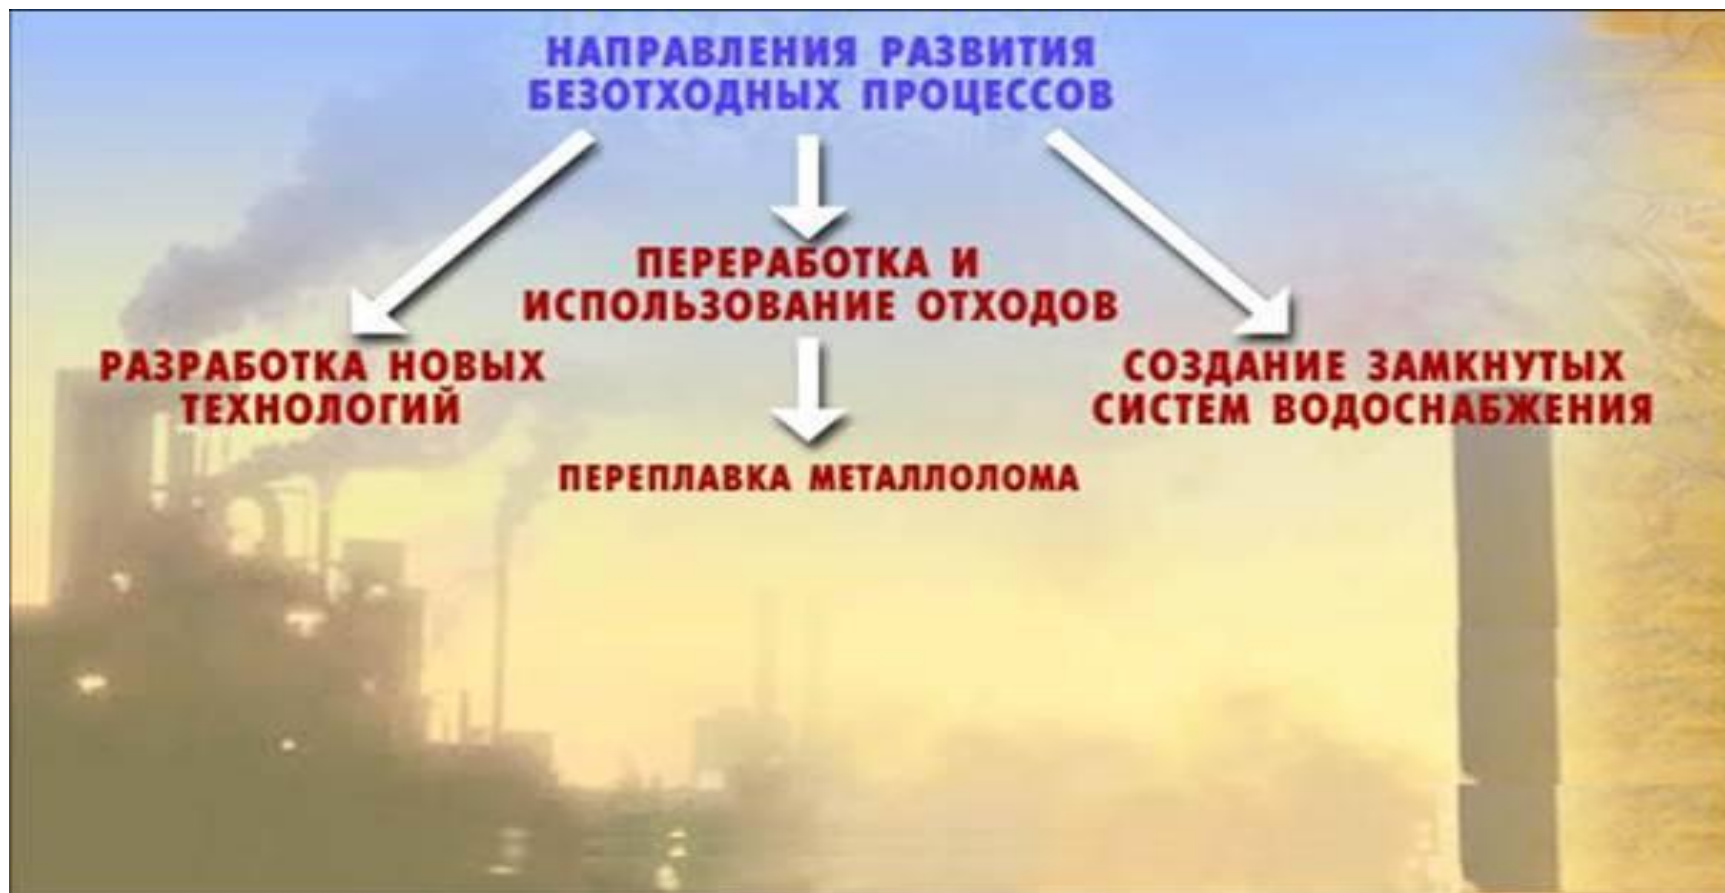 НАПРАВЛЕНИЯ РАЗВИТИЯ
БЕЗОТХОДНЫХ ПРОЦЕССОВ
ПЕРЕРАБОТКА И
ИСПОЛЬЗОВАНИЕ ОТХОДОВ
РАЗРАБОТКА НОВЫХ
ТЕХНОЛОГИЙ
СОЗДАНИЕ ЗАМКНУТЫХ
СИСТЕМ ВОДОСНАБЖЕНИЯ
ПЕРЕПЛАВКА МЕТАЛЛОЛОМА